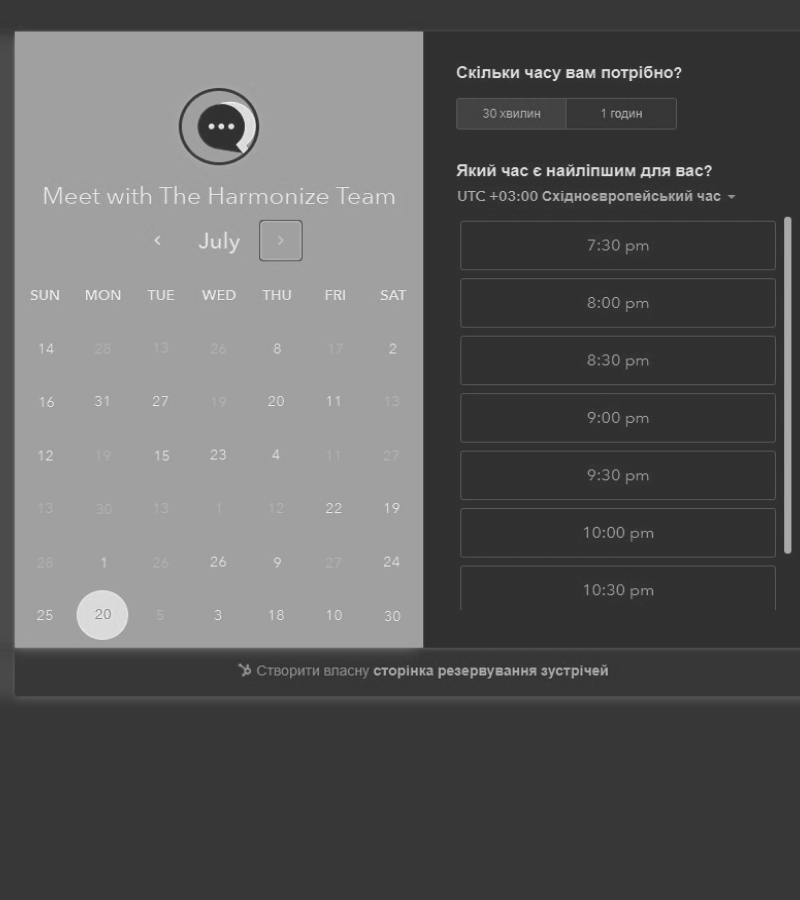 Meet with The Harmonize Team
July
SUN MON TUE WED THU FRI SAT
14 28 13 26 8 17 2
16 31 27 19 20 11 13
12 19 15 23 4 11 27
13 30 13 1 12 22 19
28 1 26 26 9 27 24
25 20 5 3 18 10 30
Скільки часу вам потрібно?
30 хвилин 1 годин
Який час є найліпшим для вас?
UTC +03:00 Східноєвропейський час
7:30 pm
8:00 pm
8:30 pm
9:00 pm
9:30 pm
10:00 pm
10:30 pm
Створити власну сторінка резервування зустрічей